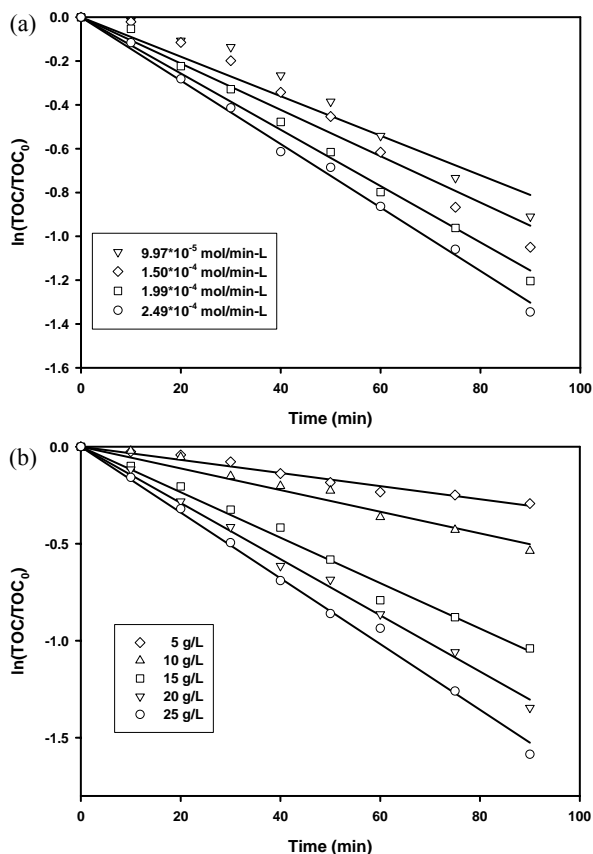 (a)
0.0
-0.2
-0.4
-0.6
-0.8
-1.0
-1.2
-1.4
-1.6
ln(TOC/TOC₀)
9.97*10⁻⁵ mol/min-L
1.50*10⁻⁴ mol/min-L
1.99*10⁻⁴ mol/min-L
2.49*10⁻⁴ mol/min-L
0 20 40 60 80 100
Time (min)
(b)
0.0
-0.5
-1.0
-1.5
ln(TOC/TOC₀)
5 g/L
10 g/L
15 g/L
20 g/L
25 g/L
0 20 40 60 80 100
Time (min)